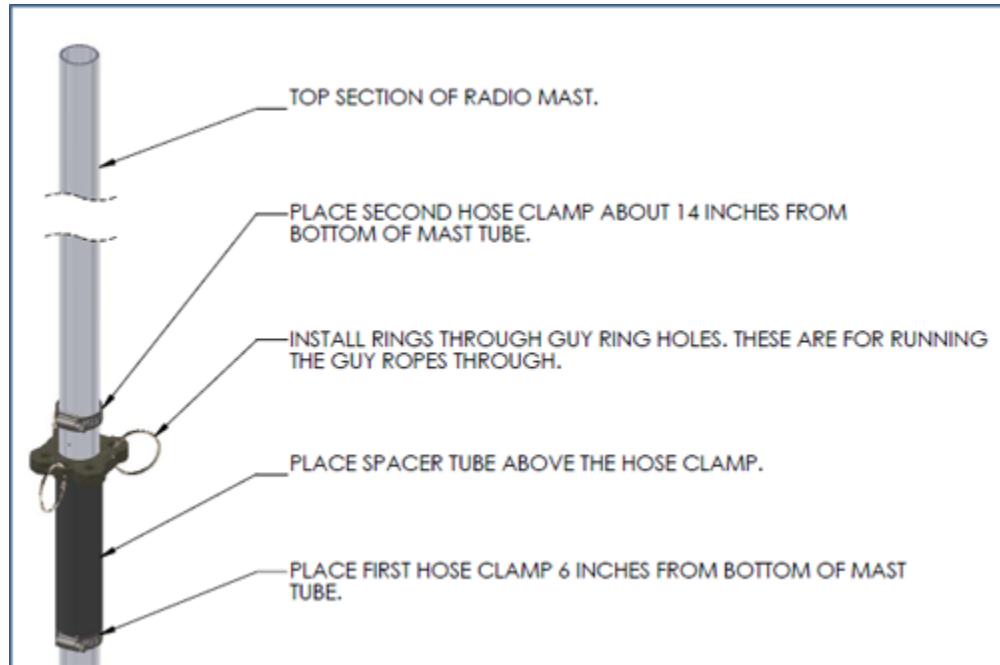 TOP SECTION OF RADIO MAST.
PLACE SECOND HOSE CLAMP ABOUT 14 INCHES FROM
BOTTOM OF MAST TUBE.
INSTALL RINGS THROUGH GUY RING HOLES. THESE ARE FOR RUNNING
THE GUY ROPES THROUGH.
PLACE SPACER TUBE ABOVE THE HOSE CLAMP.
PLACE FIRST HOSE CLAMP 6 INCHES FROM BOTTOM OF MAST
TUBE.